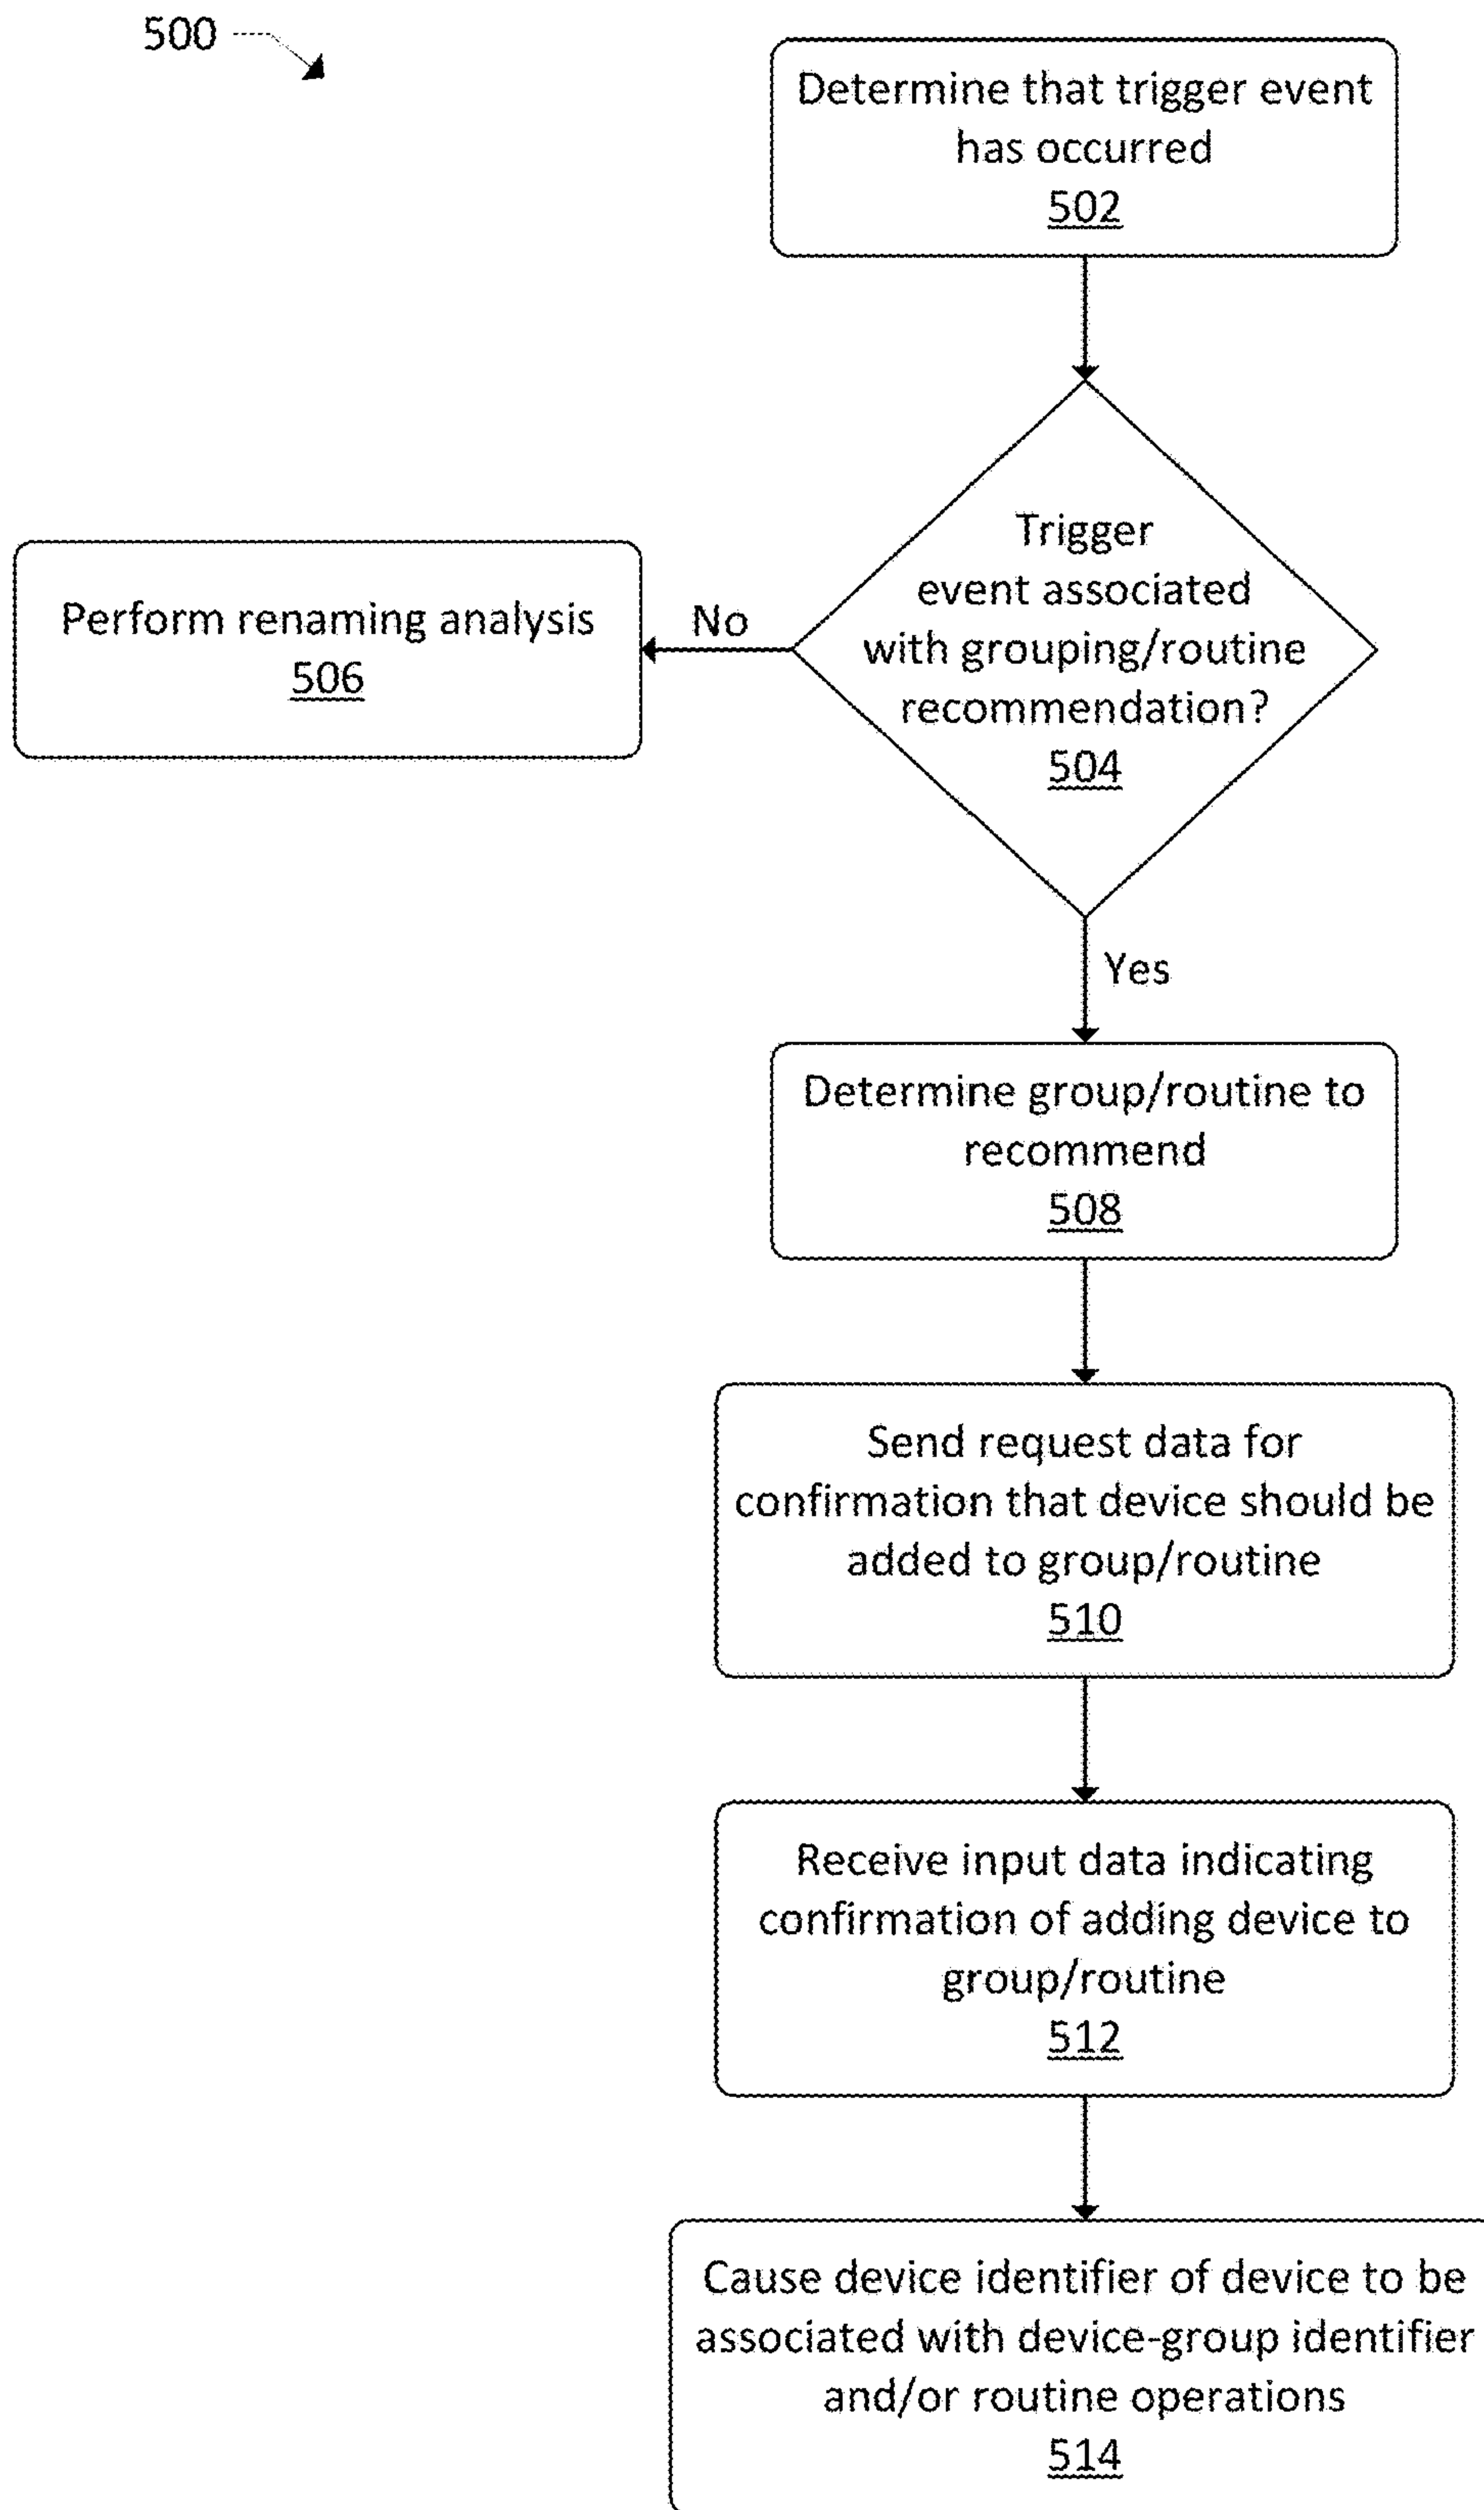 500
Determine that trigger event
has occurred
502
Trigger
event associated
with grouping/routine
recommendation?
504
No
Perform renaming analysis
506
Yes
Determine group/routine to
recommend
508
Send request data for
confirmation that device should be
added to group/routine
510
Receive input data indicating
confirmation of adding device to
group/routine
512
Cause device identifier of device to be
associated with device-group identifier
and/or routine operations
514